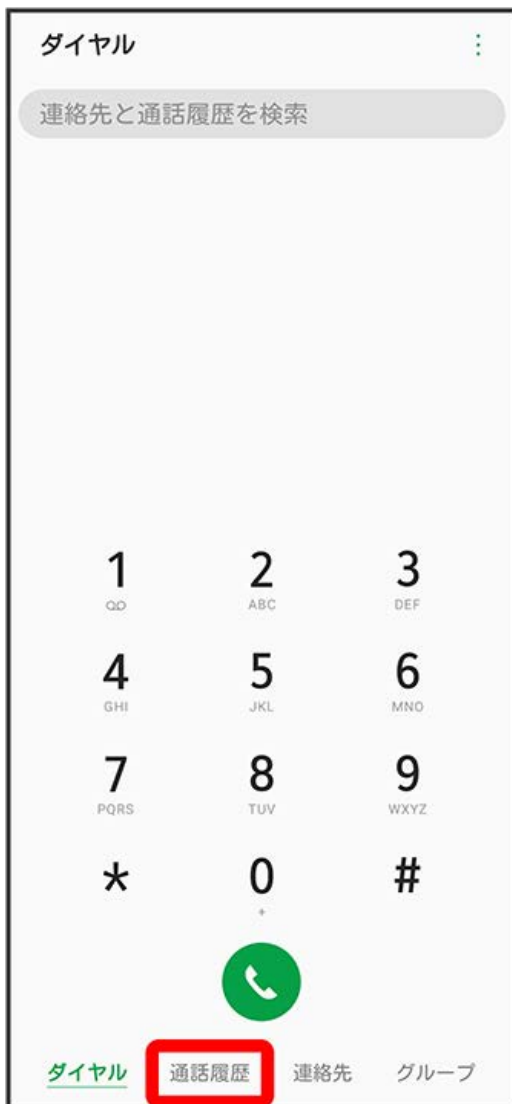 ダイヤル
連絡先と通話履歴を検索
1 2 3
ABC DEF
4 5 6
GHI JKL MNO
7 8 9
PQRS TUV WXYZ
* 0 #
+
ダイヤル 通話履歴 連絡先 グループ